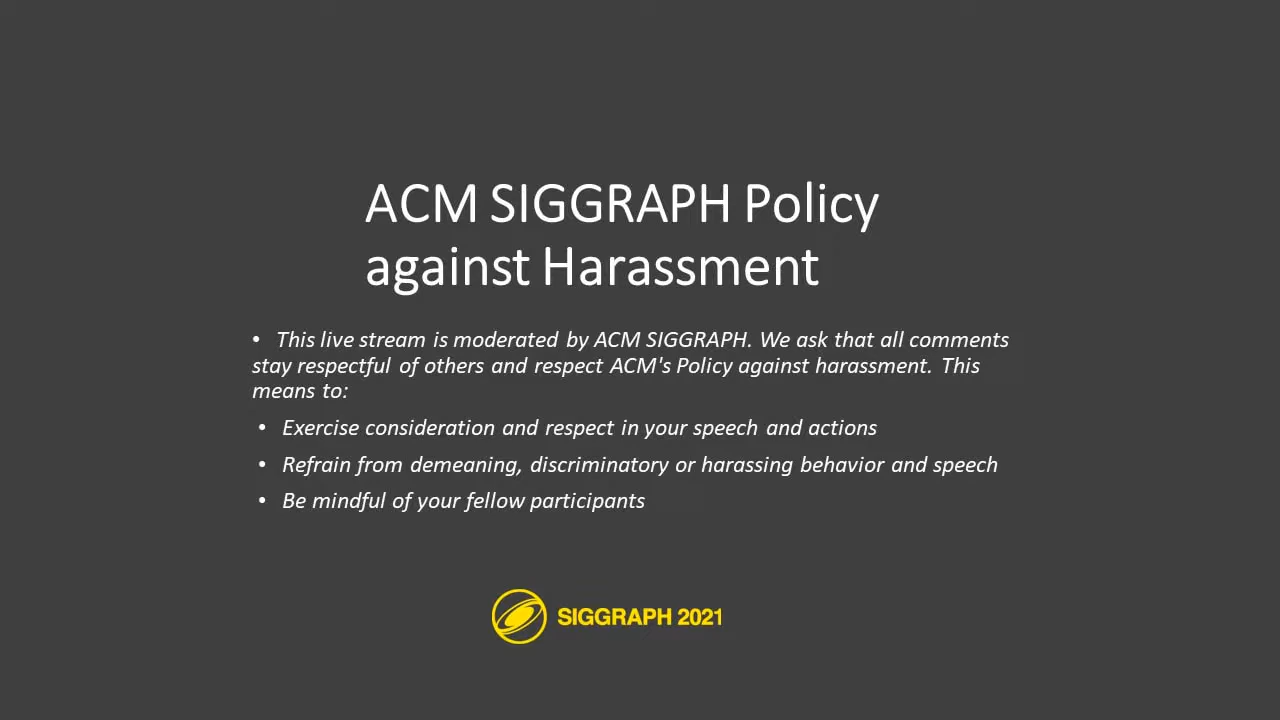 ACM SIGGRAPH Policy
against Harassment
• This live stream is moderated by ACM SIGGRAPH. We ask that all comments
stay respectful of others and respect ACM's Policy against harassment. This
means to:
• Exercise consideration and respect in your speech and actions
• Refrain from demeaning, discriminatory or harassing behavior and speech
• Be mindful of your fellow participants
SIGGRAPH 2021